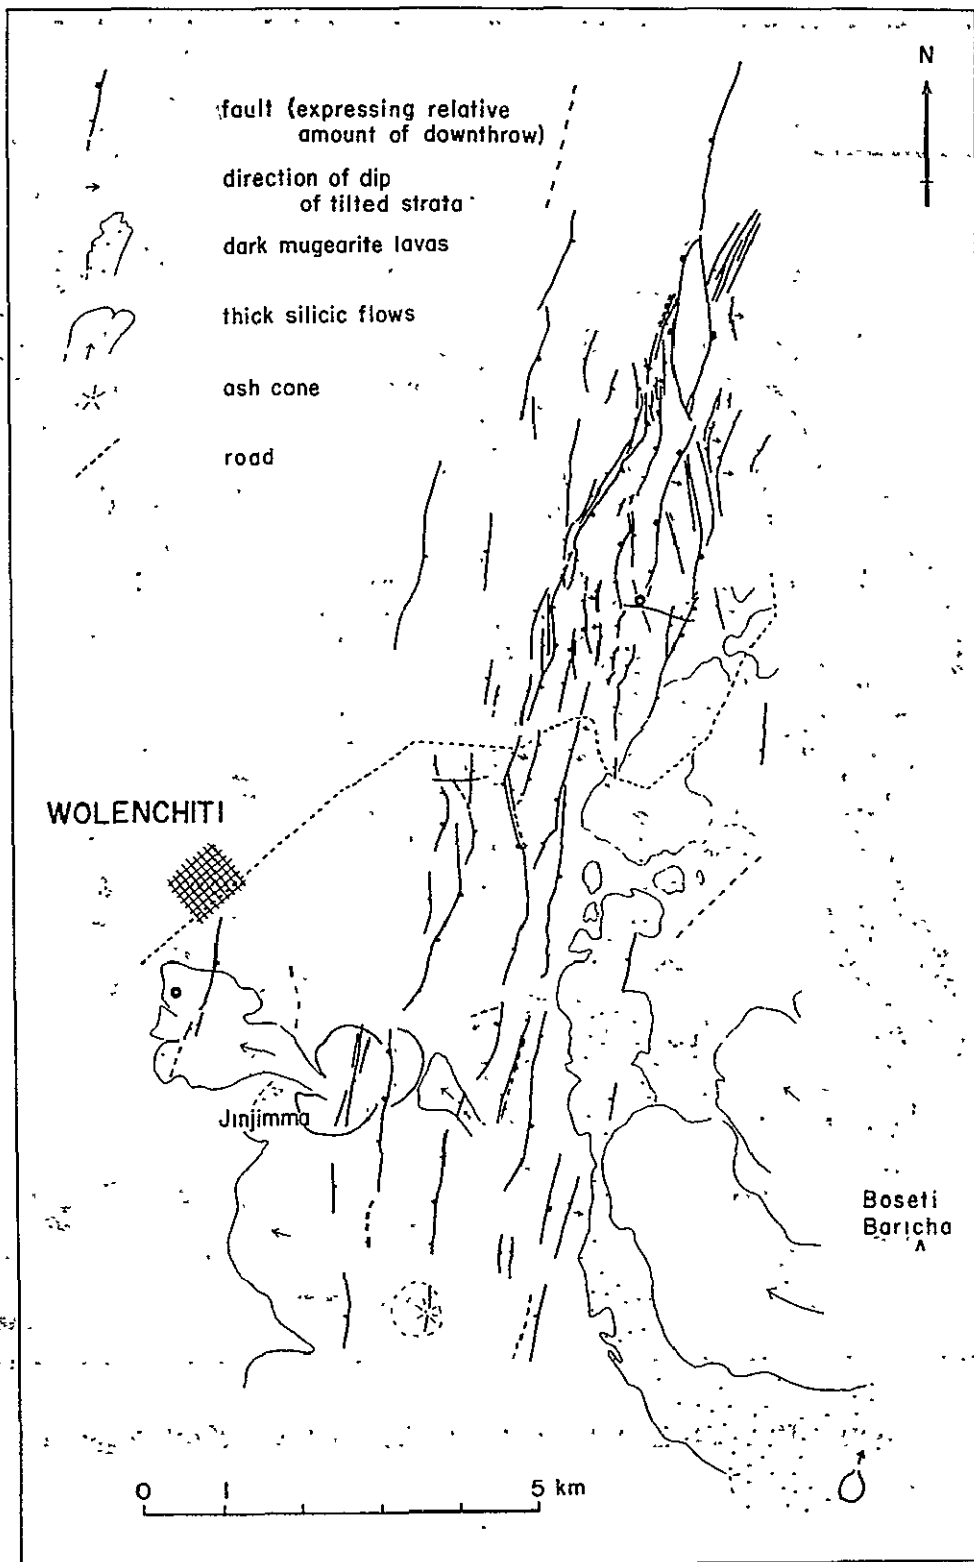 N
fault (expressing relative
amount of downthrow)
direction of dip
of tilted strata
dark mugearite lavas
thick silicic flows
ash cone
road
WOLENCHITI
Jinjimma
Boseti
Baricha
0 1 5 km